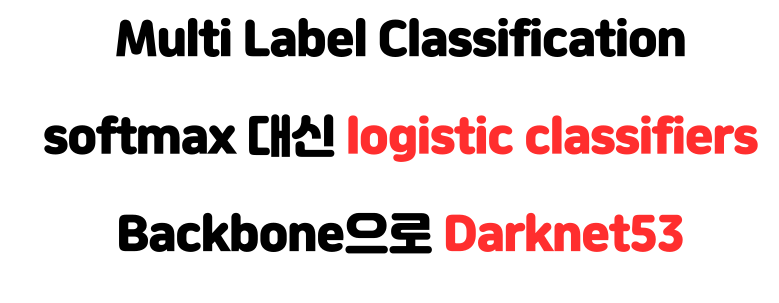 Multi Label Classification
softmax 대신 logistic classifiers
Backbone으로 Darknet53